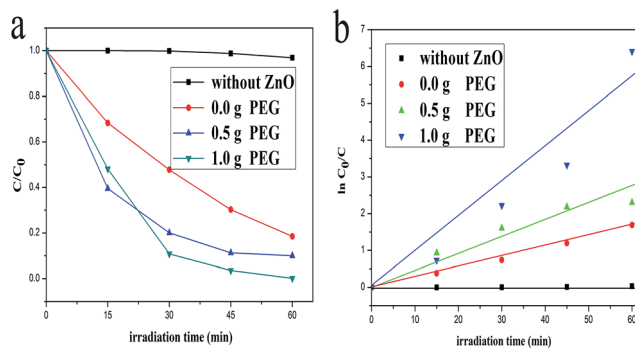 a
C/C0
1.0
0.8
0.6
0.4
0.2
0.0
0
15
30
45
60
irradiation time (min)
without ZnO
0.0 g PEG
0.5 g PEG
1.0 g PEG
b
ln C0/C
7
6
5
4
3
2
1
0
0
10
20
30
40
50
60
irradiation time (min)
without ZnO
0.0 g PEG
0.5 g PEG
1.0 g PEG